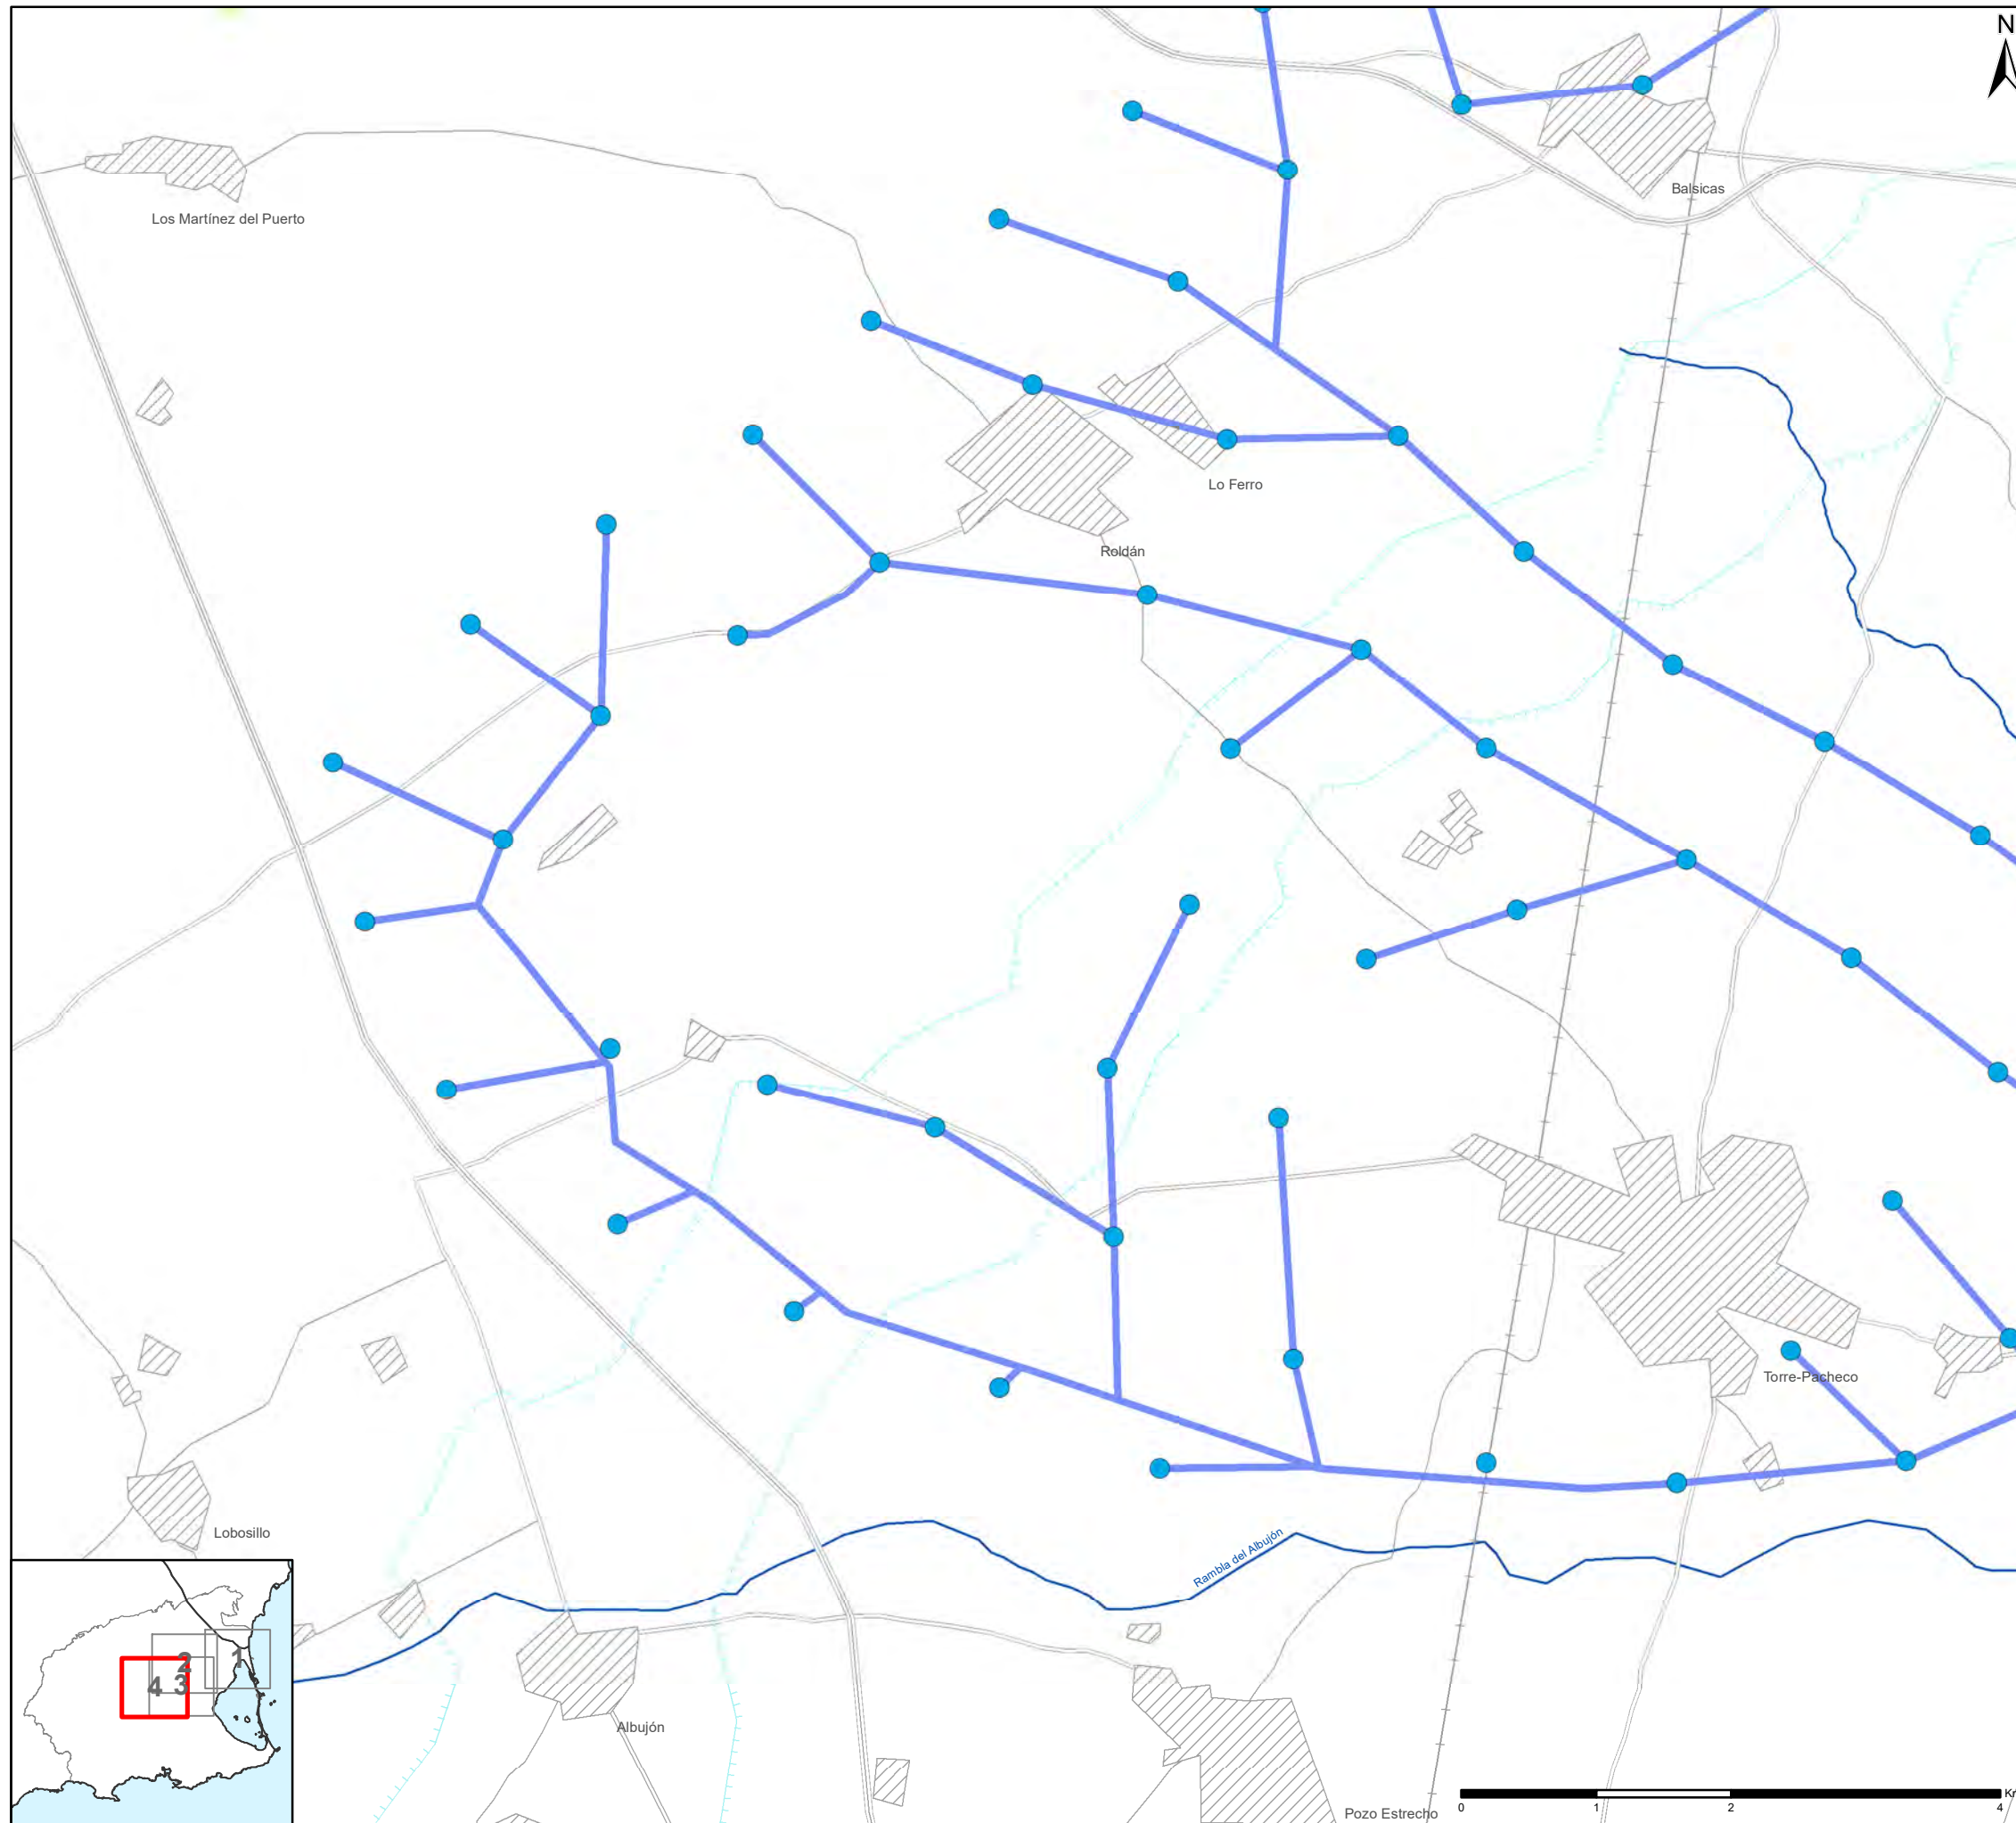 N
Balsicas
Los Martínez del Puerto
Lo Ferro
Roldán
Torre-Pacheco
Lobosillo
Rambla del Albujón
1
2
3
4
Albujón
Pozo Estrecho
0 1 2 4